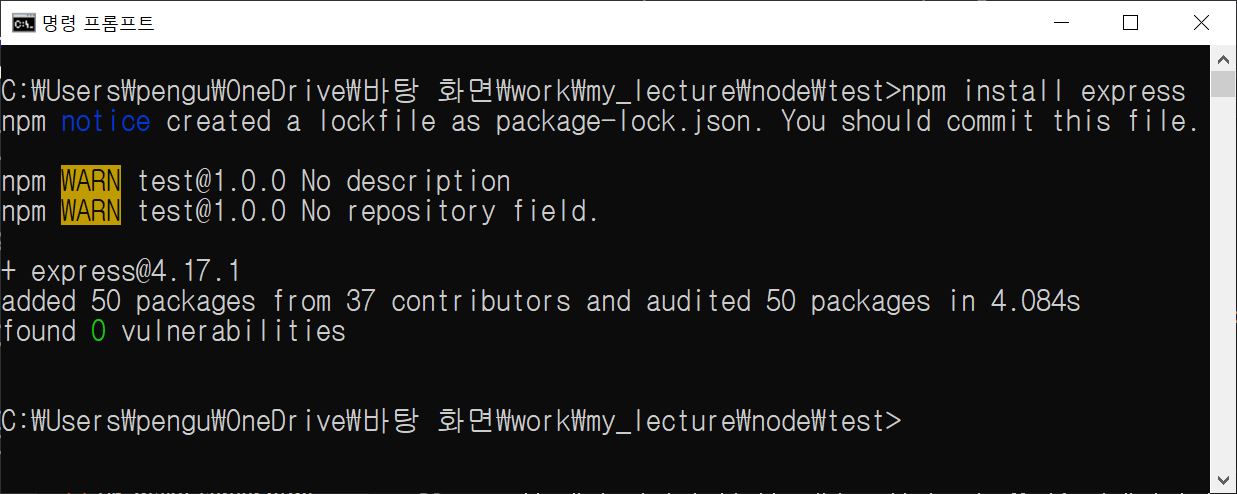 명령 프롬프트
C:₩Users₩pengu₩OneDrive₩바탕 화면₩work₩my_lecture₩node₩test>npm install express
npm notice created a lockfile as package-lock.json. You should commit this file.
npm WARN test@1.0.0 No description
npm WARN test@1.0.0 No repository field.
+ express@4.17.1
added 50 packages from 37 contributors and audited 50 packages in 4.084s
found 0 vulnerabilities
C:₩Users₩pengu₩OneDrive₩바탕 화면₩work₩my_lecture₩node₩test>